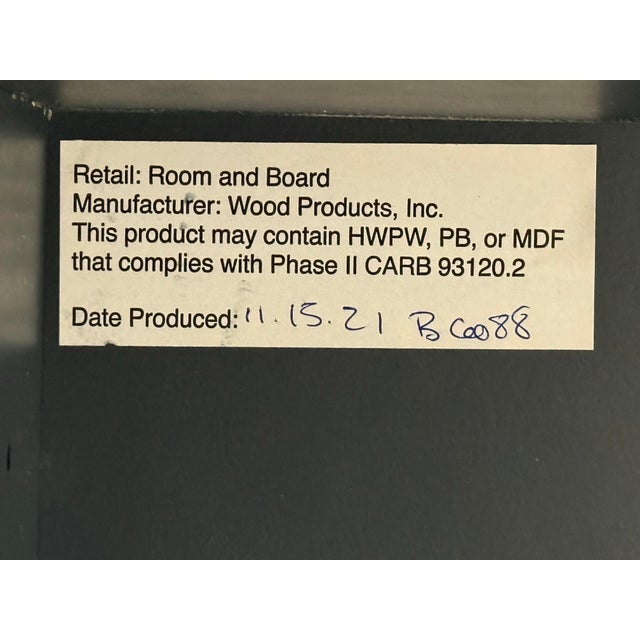 Retail: Room and Board
Manufacturer: Wood Products, Inc.
This product may contain HWPW, PB, or MDF
that complies with Phase II CARB 93120.2
Date Produced: 11.15.21